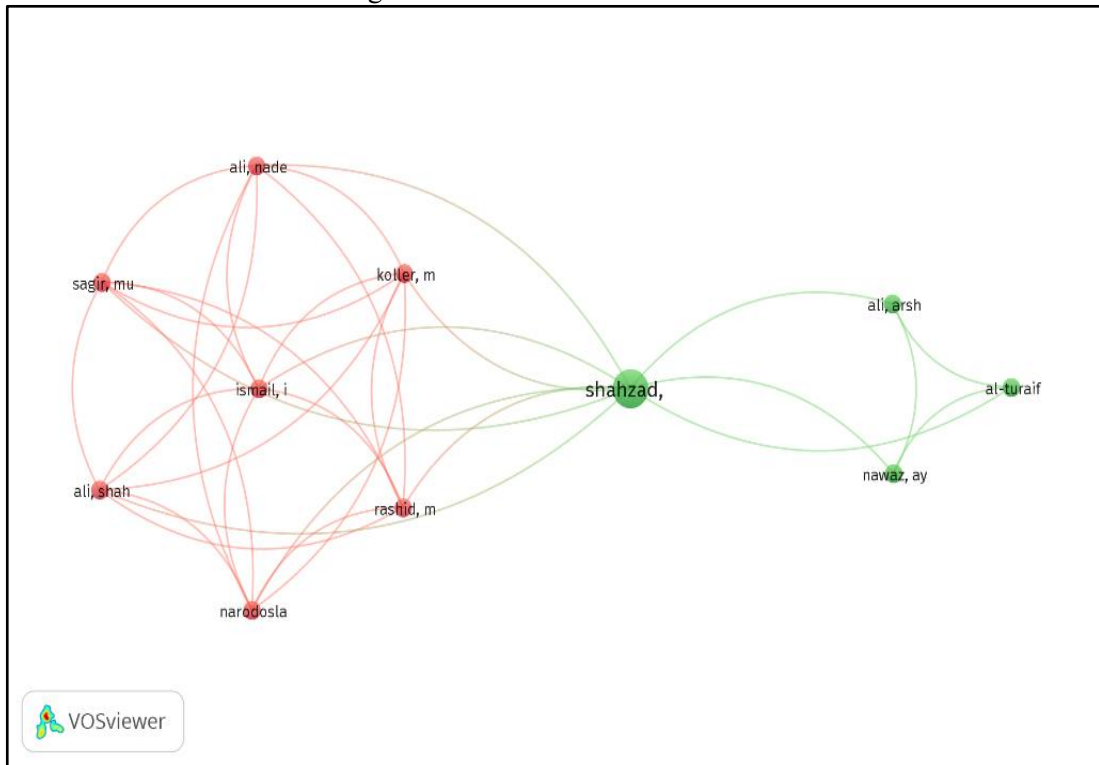 ali, nade
sagir, mu
koller, m
ali, arsh
ismail, i
shahzad,
al-turaif
nawaz, ay
ali, shah
rashid, m
narodosla
VOSviewer